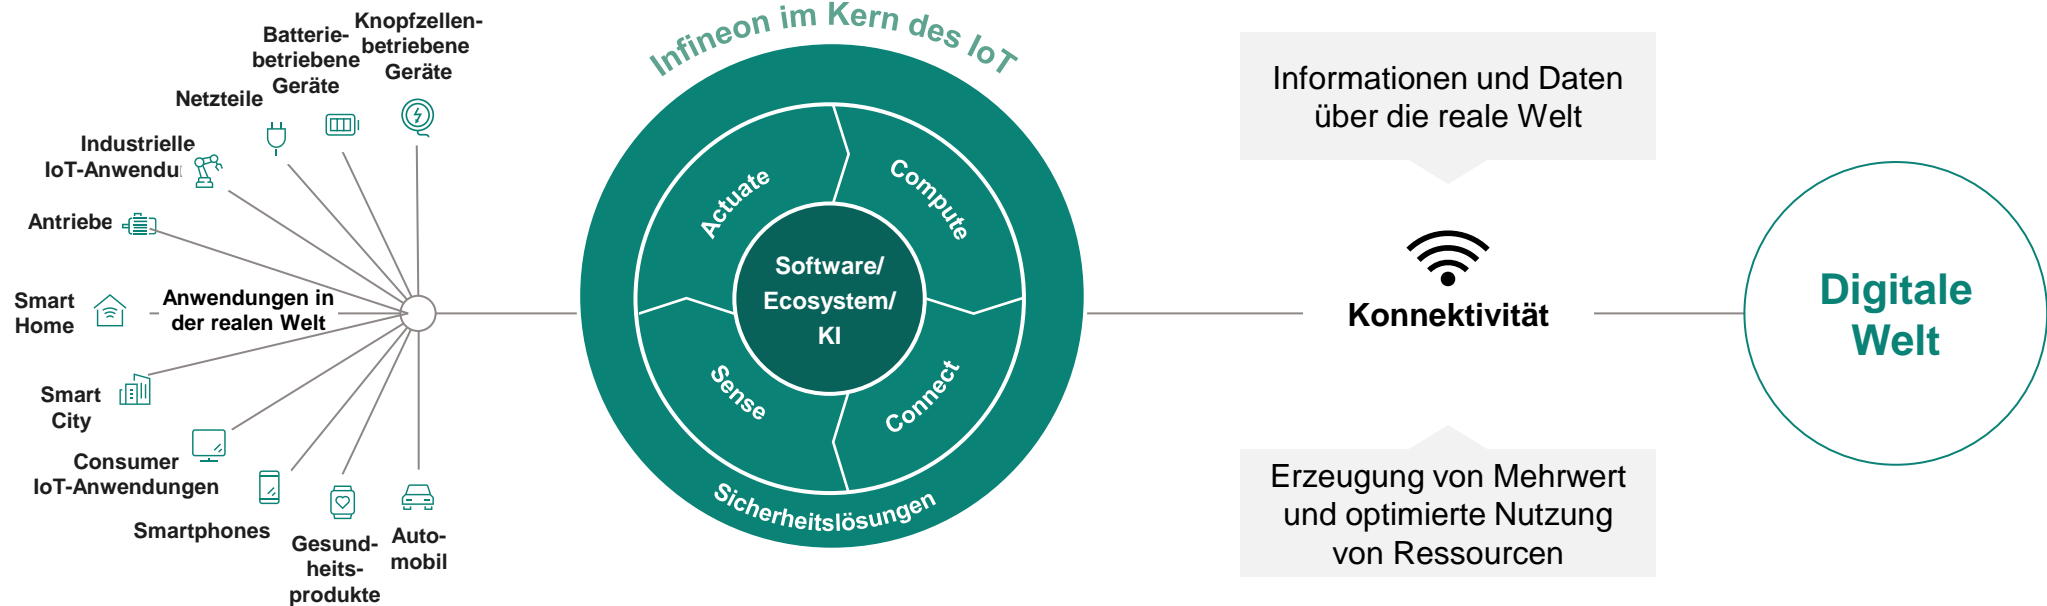 Knopfzellen-
betriebene
Geräte
Batterie-
betriebene
Geräte
Netzteile
Industrielle
IoT-Anwendu
Antriebe
Smart
Home
Anwendungen in
der realen Welt
Smart
City
Consumer
IoT-Anwendungen
Smartphones
Gesund-
heits-
produkte
Auto-
mobil
Infineon im Kern des IoT
Actuate
Compute
Software/
Ecosystem/
KI
Sense
Connect
Sicherheitslösungen
Informationen und Daten
über die reale Welt
Konnektivität
Erzeugung von Mehrwert
und optimierte Nutzung
von Ressourcen
Digitale
Welt